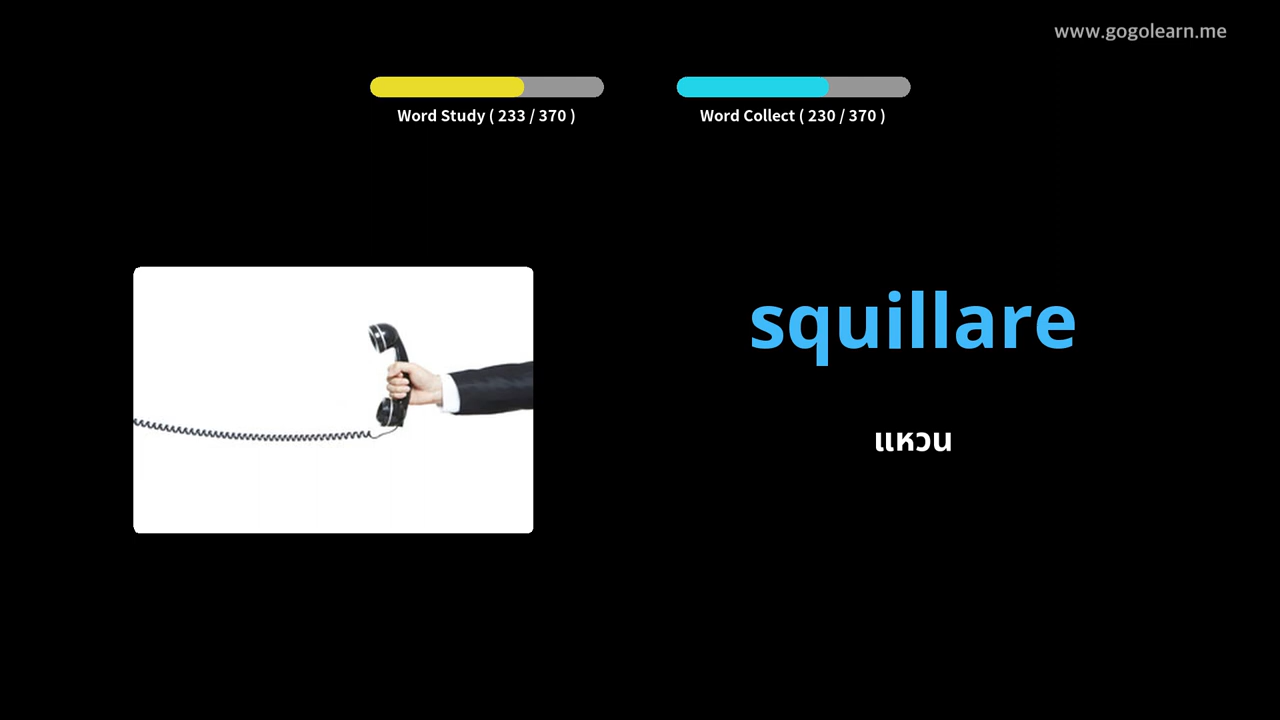 www.gogolearn.me
Word Study ( 233 / 370 )
Word Collect ( 230 / 370 )
squillare
แหวน